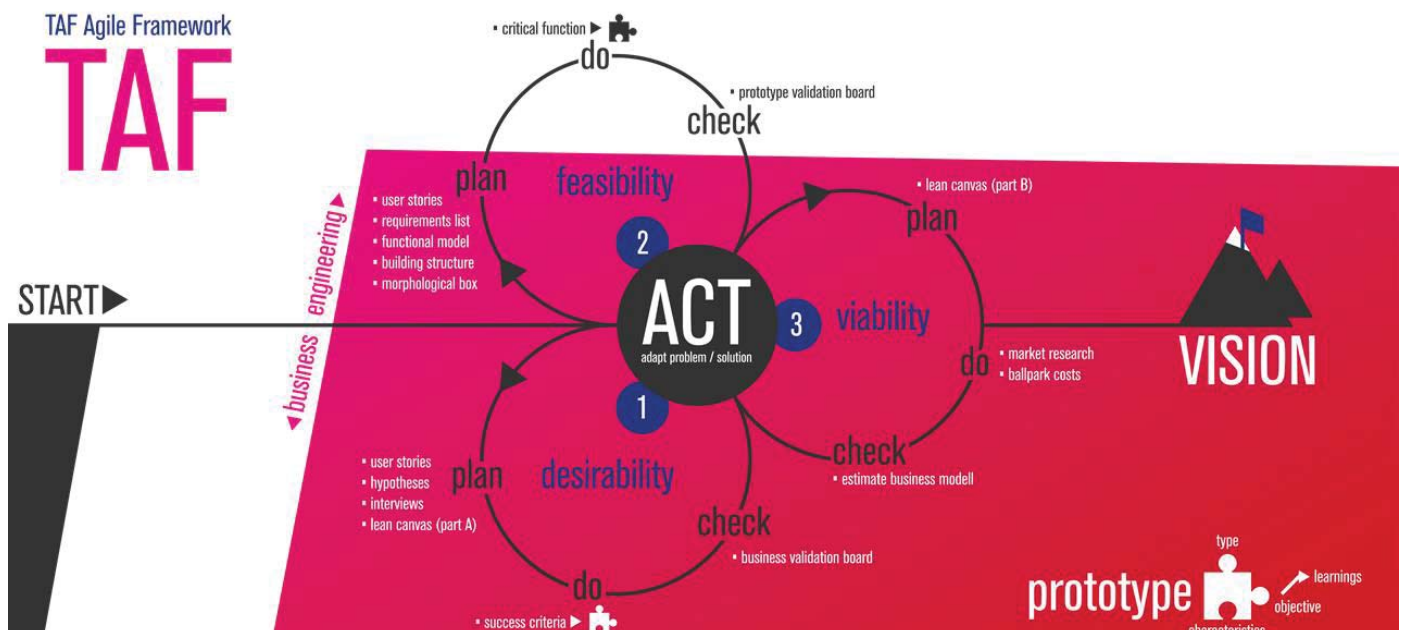 TAF Agile Framework
TAF
START
business engineering
• critical function
do
• prototype validation board
check
plan
feasibility
• user stories
• requirements list
• functional model
• building structure
• morphological box
2
ACT
adapt problem / solution
1
3
viability
• lean canvas (part B)
plan
do
• market research
• ballpark costs
check
• estimate business modell
VISION
• user stories
• hypotheses
• interviews
• lean canvas (part A)
plan
desirability
check
• business validation board
do
• success criteria
prototype
type
learnings
objective
characteristics